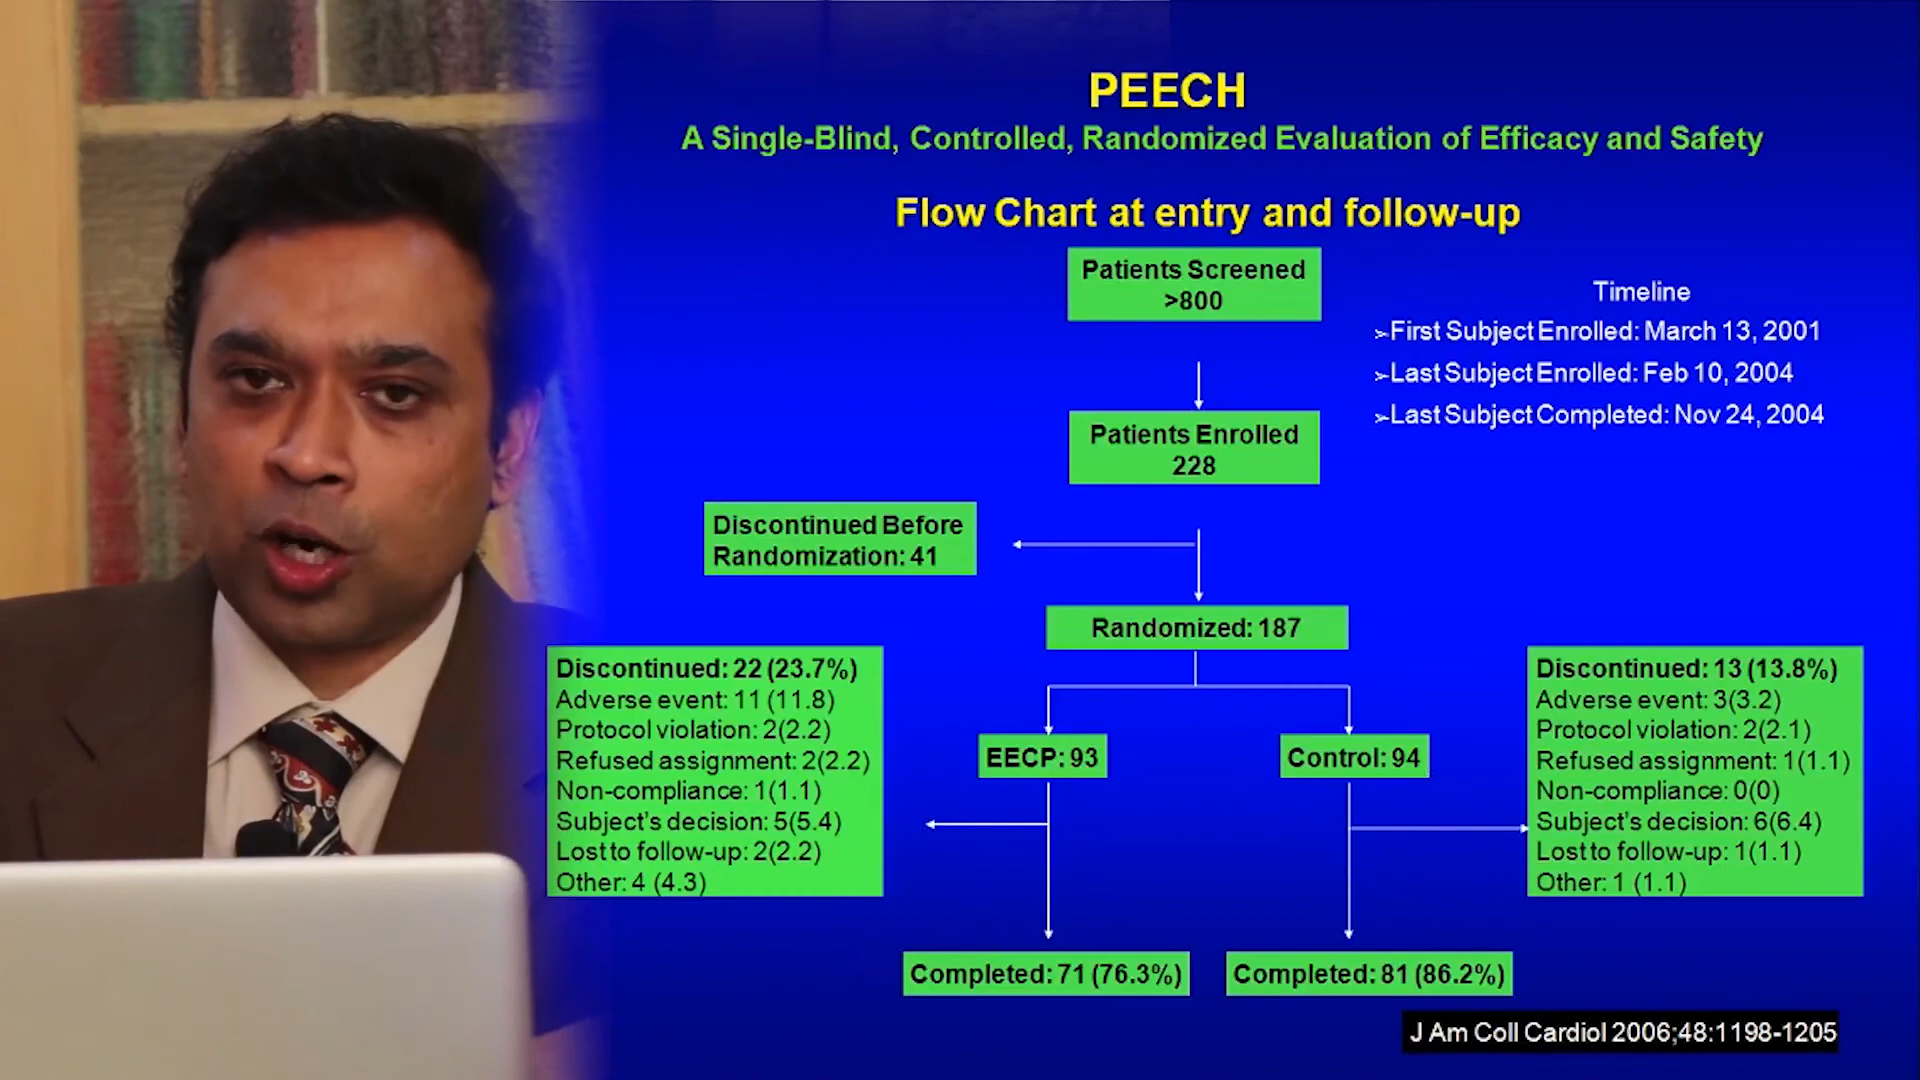 PEECH
A Single-Blind, Controlled, Randomized Evaluation of Efficacy and Safety
Flow Chart at entry and follow-up
Patients Screened
>800
Timeline
➢First Subject Enrolled: March 13, 2001
➢Last Subject Enrolled: Feb 10, 2004
➢Last Subject Completed: Nov 24, 2004
Patients Enrolled
228
Discontinued Before
Randomization: 41
Randomized: 187
Discontinued: 22 (23.7%)
Adverse event: 11 (11.8)
Protocol violation: 2(2.2)
Refused assignment: 2(2.2)
Non-compliance: 1(1.1)
Subject's decision: 5(5.4)
Lost to follow-up: 2(2.2)
Other: 4 (4.3)
EECP: 93
Control: 94
Discontinued: 13 (13.8%)
Adverse event: 3(3.2)
Protocol violation: 2(2.1)
Refused assignment: 1(1.1)
Non-compliance: 0(0)
Subject's decision: 6(6.4)
Lost to follow-up: 1(1.1)
Other: 1 (1.1)
Completed: 71 (76.3%)
Completed: 81 (86.2%)
J Am Coll Cardiol 2006;48:1198-1205